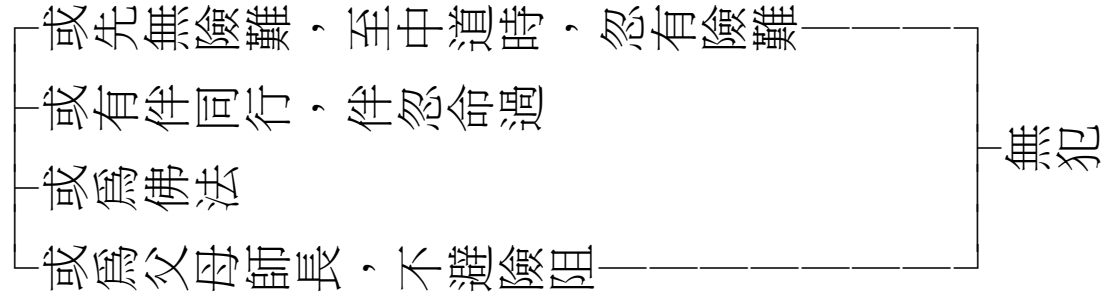 或先無險難，至中道時，忽有險難
或有伴同行，伴忽命過
或爲佛法
或爲父母師長，不避險阻
無犯